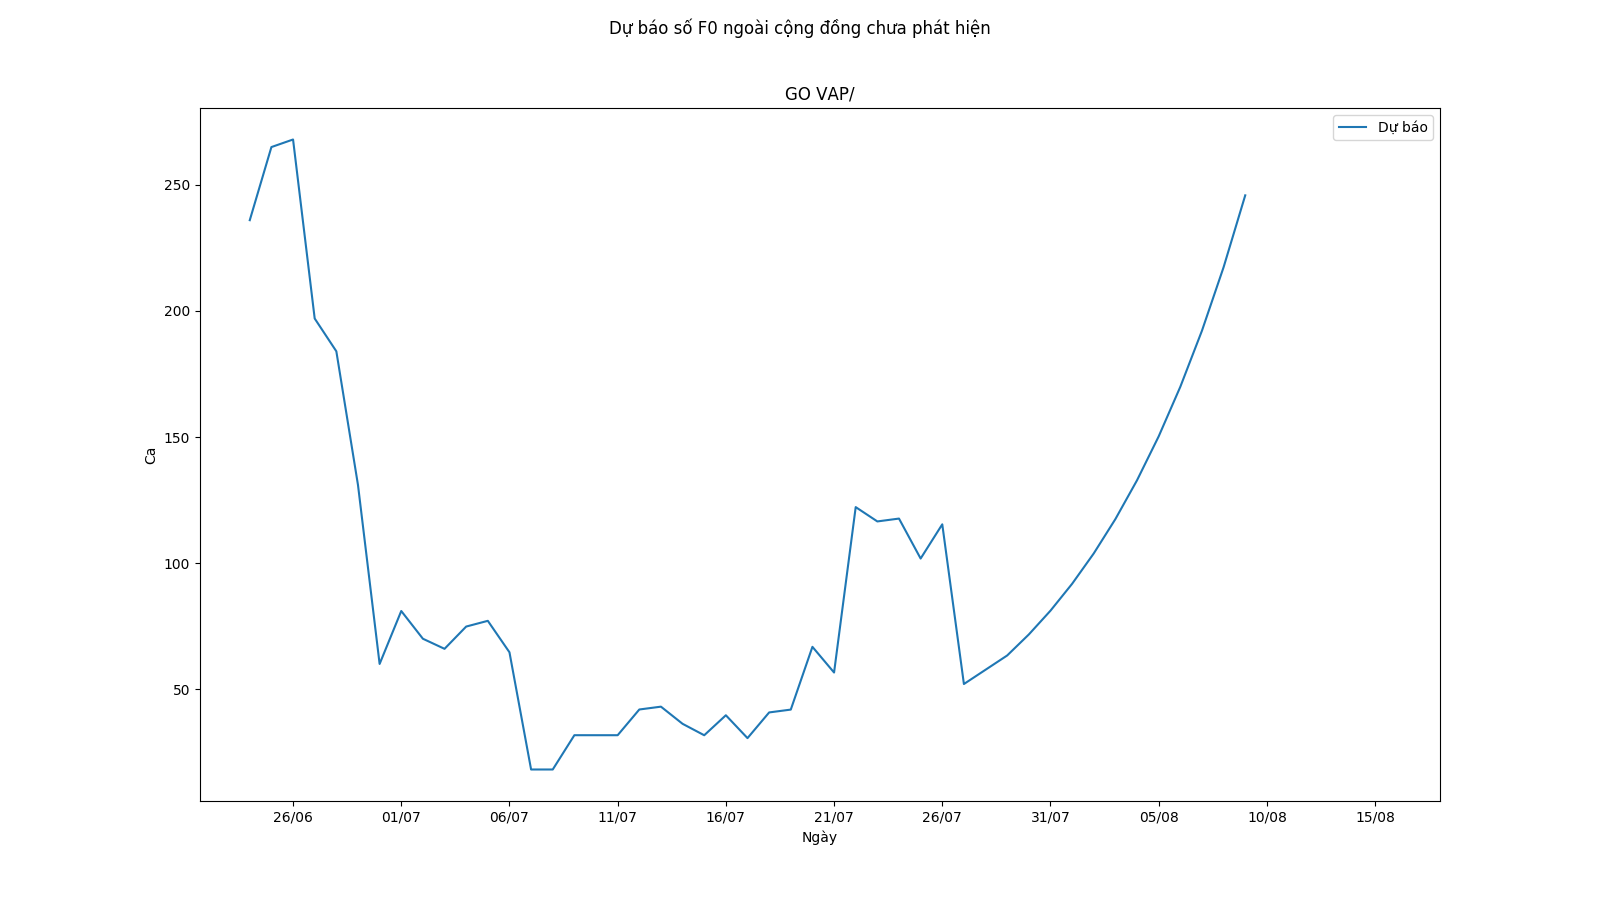 Dự báo số F0 ngoài cộng đồng chưa phát hiện
GO VAP/
Dự báo
250
200
150
100
50
Ca
26/06 01/07 06/07 11/07 16/07 21/07 26/07 31/07 05/08 10/08 15/08
Ngày